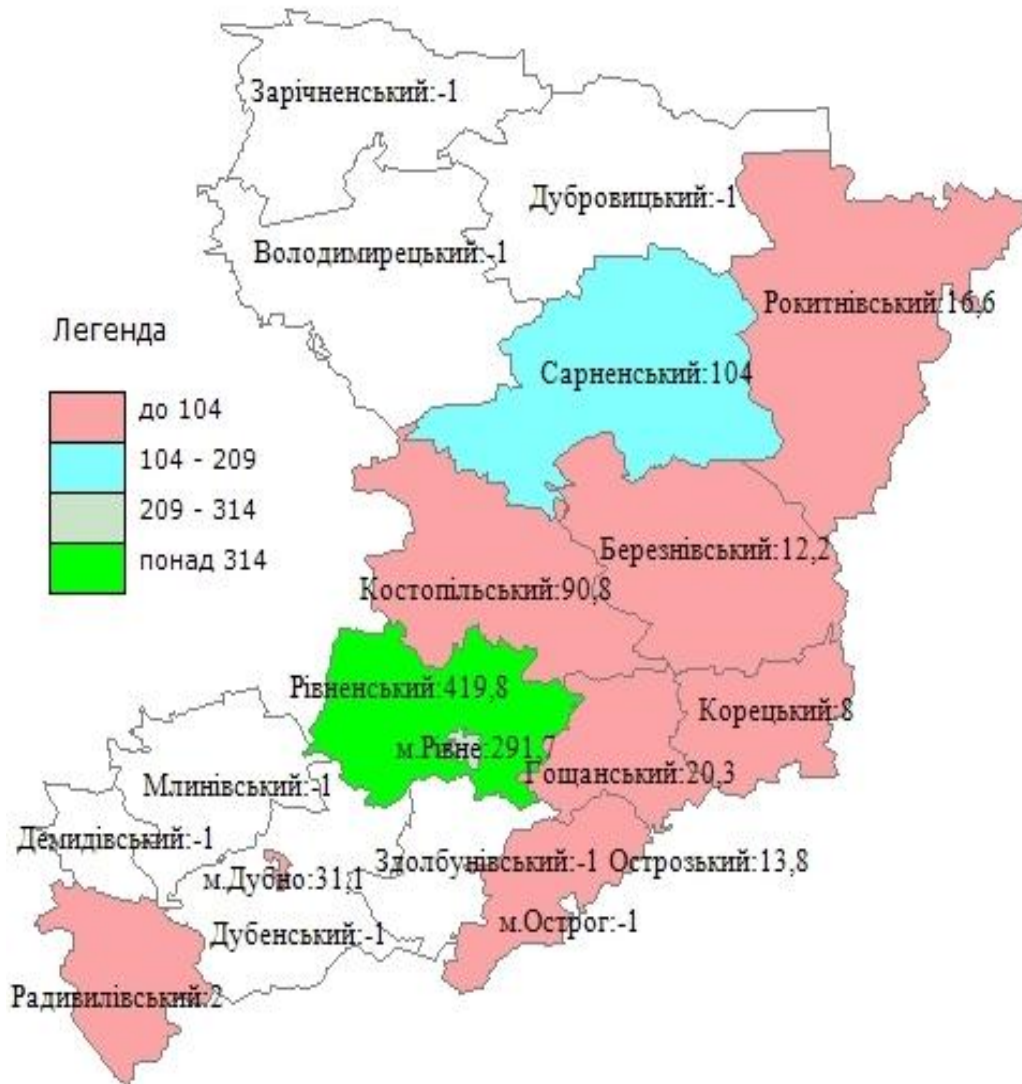 Зарічненський:-1
Дубровицький:-1
Володимирецький:-1
Рокитнівський:16,6
Легенда
Сарненський:104
до 104
104 - 209
209 - 314
понад 314
Березнівський:12,2
Костопільський:90,8
Рівненський:419,8
Корецький:8
м.Рівне:291,7
Гощанський:20,3
Млинівський:-1
Демидівський:-1
Здолбунівський:-1
Острозький:13,8
м.Дубно:31,1
м.Острог:-1
Дубенський:-1
Радивилівський:2